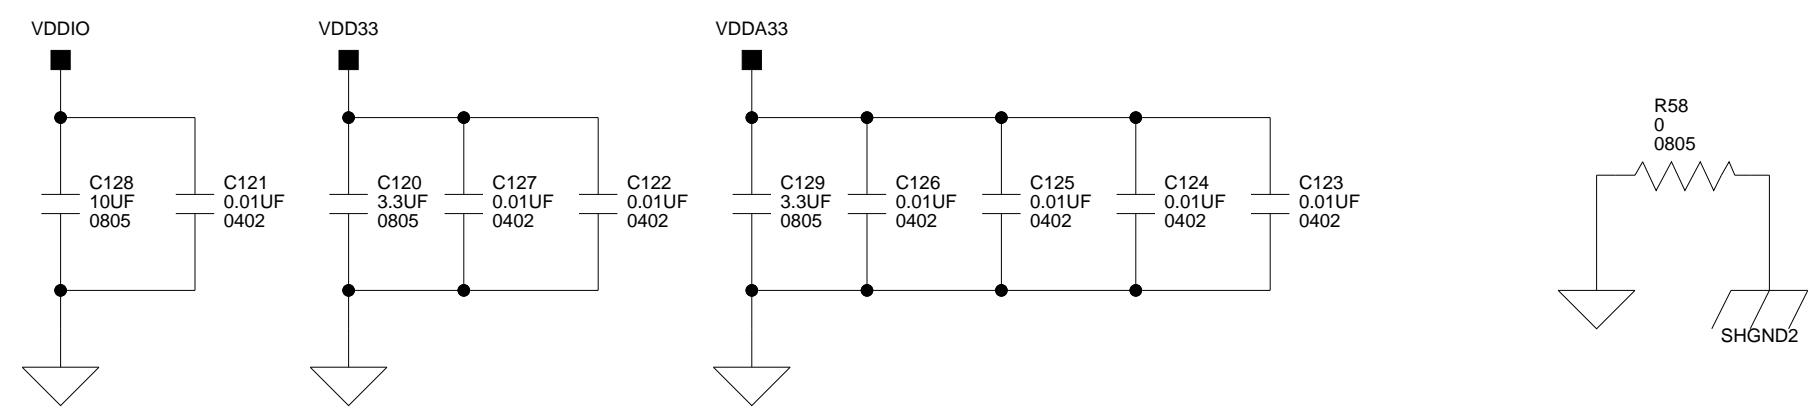 VDDIO
VDD33
VDDA33
R58
0
0805
C128
10UF
0805
C121
0.01UF
0402
C120
3.3UF
0805
C127
0.01UF
0402
C122
0.01UF
0402
C129
3.3UF
0805
C126
0.01UF
0402
C125
0.01UF
0402
C124
0.01UF
0402
C123
0.01UF
0402
SHGND2